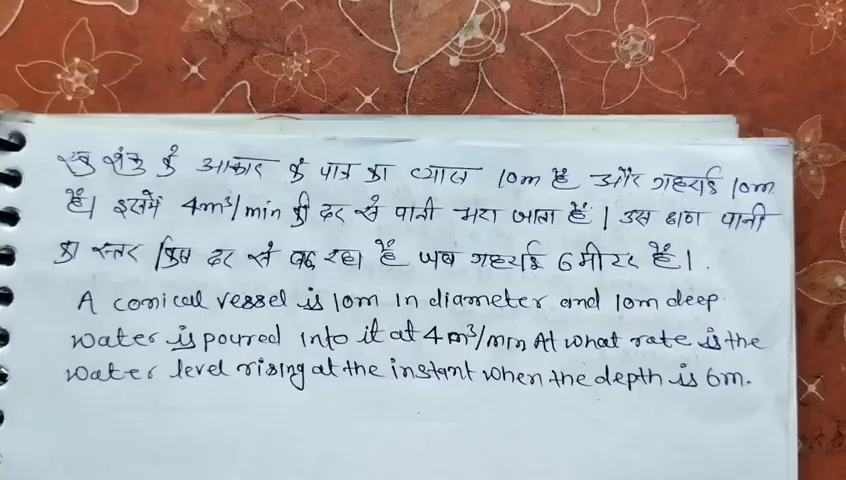 एक शंकु के आकार के पात्र का व्यास 10m है और गहराई 10m
है। इसमें 4m³/min की दर से पानी भरा जाता है। उस क्षण पानी
का स्तर किस दर से बढ़ रहा है जब गहराई 6 मीटर है।.
A conical vessel is 10m in diameter and 10m deep.
Water is poured into it at 4m³/min At what rate is the
Water level rising at the instant when the depth is 6m.